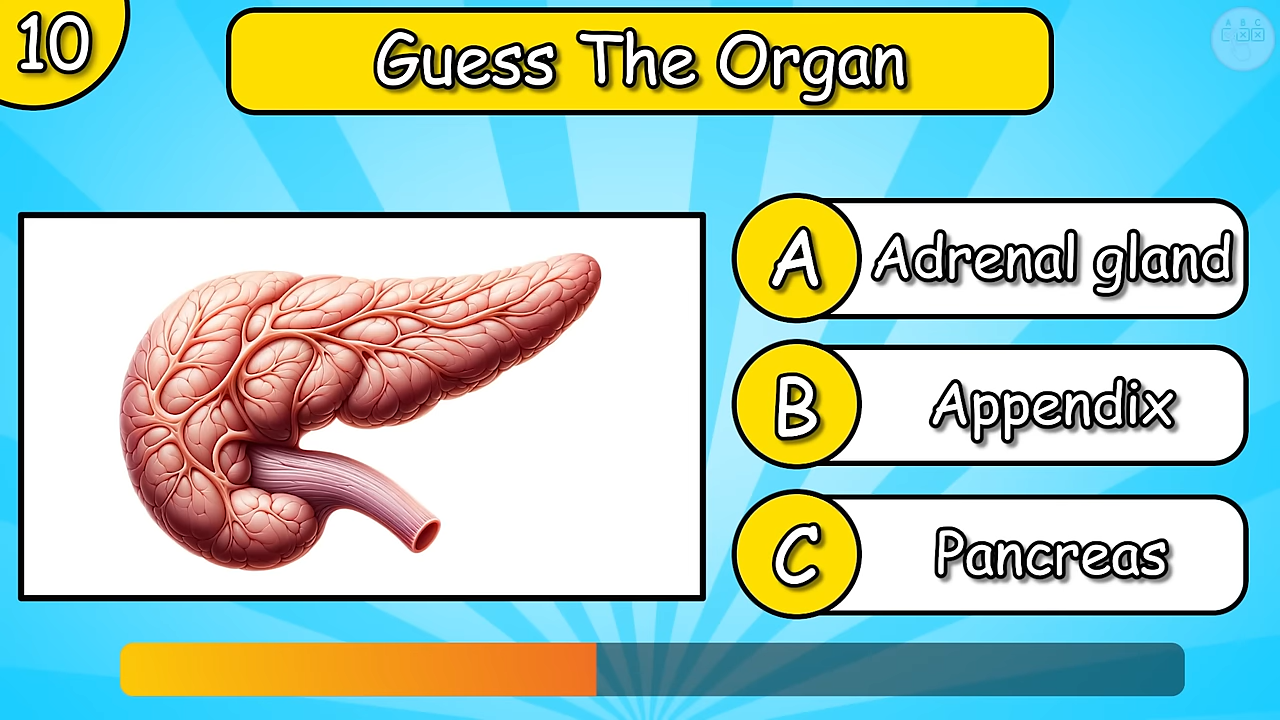 10
Guess The Organ
A B C
A Adrenal gland
B Appendix
C Pancreas